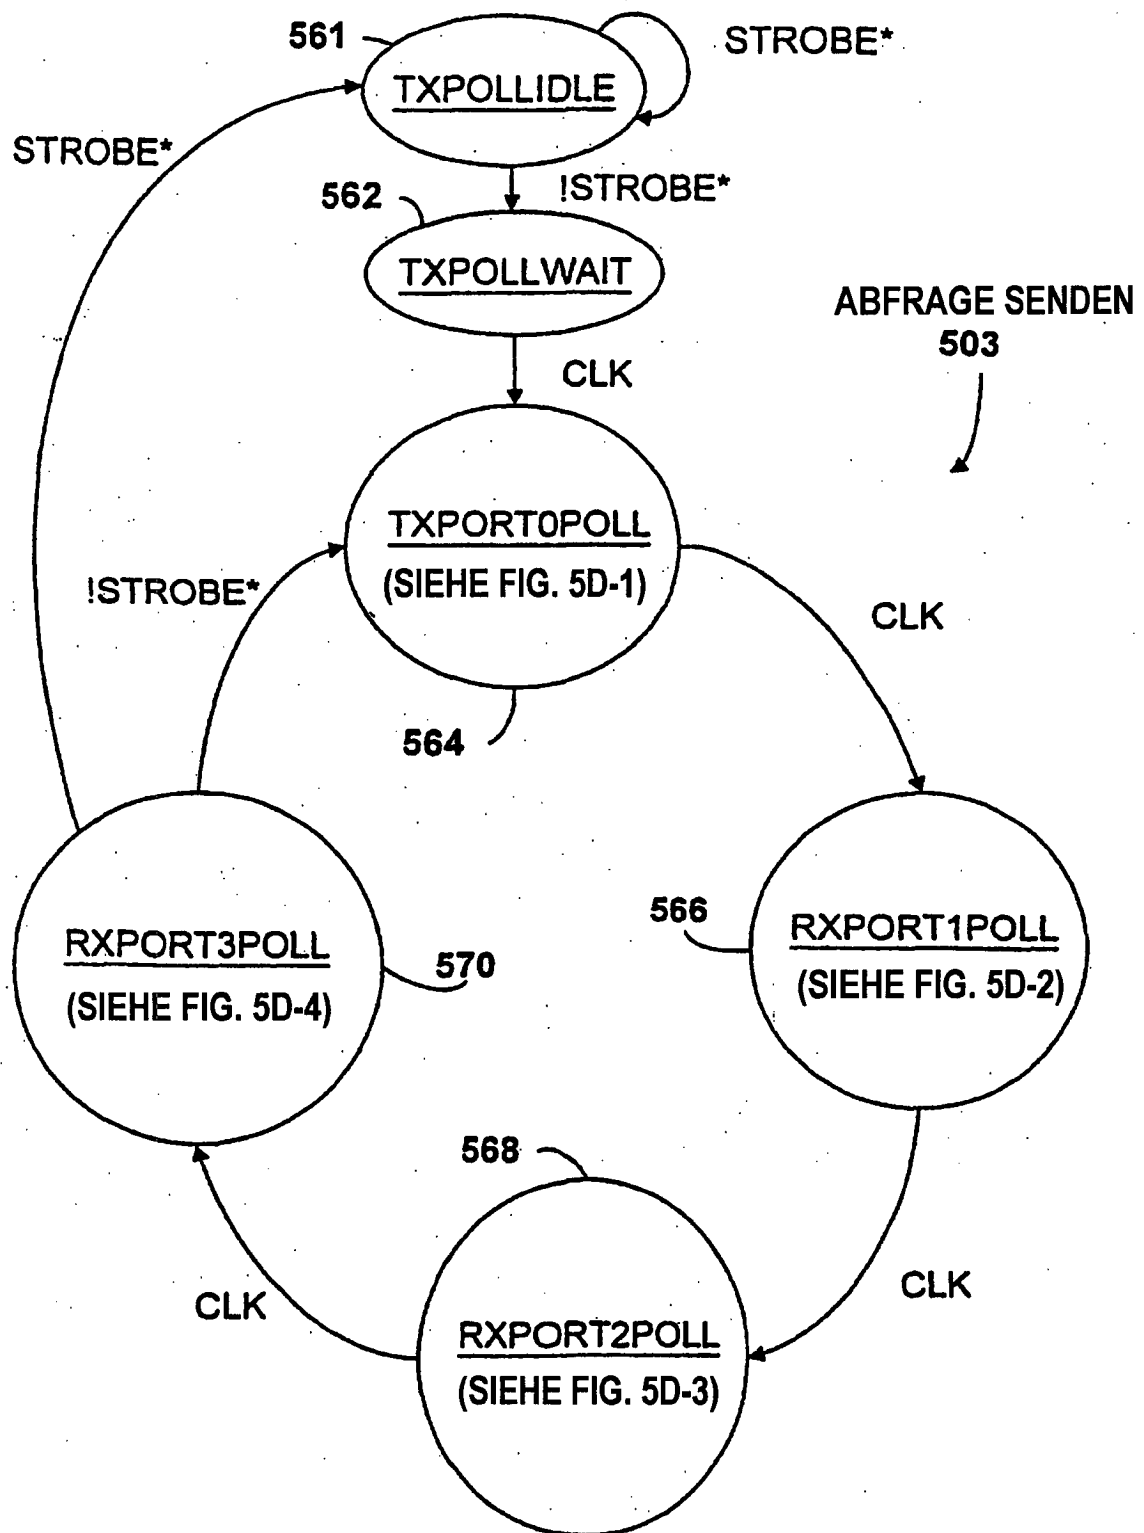 561
STROBE*
TXPOLLIDLE
STROBE*
!STROBE*
562
TXPOLLWAIT
ABFRAGE SENDEN
503
CLK
TXPORT0POLL
(SIEHE FIG. 5D-1)
!STROBE*
CLK
564
566
RXPORT1POLL
(SIEHE FIG. 5D-2)
RXPORT3POLL
(SIEHE FIG. 5D-4)
570
568
CLK
CLK
RXPORT2POLL
(SIEHE FIG. 5D-3)